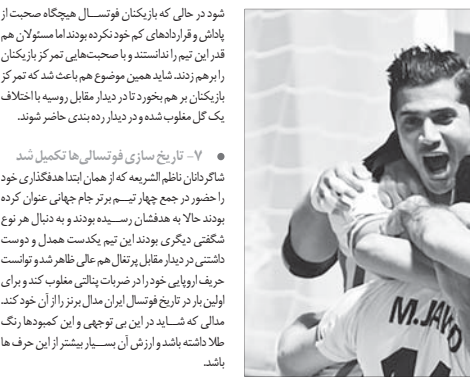 شود در حالی که بازیکنان فوتسال هیچگاه صحبت از
پاداش و قراردادهای کم خود نکرده بودند اما مسئولان هم
قدر این تیم را ندانستند و با صحبت‌هایی تمرکز بازیکنان
را برهم زدند. شاید همین موضوع هم باعث شد که تمرکز
بازیکنان بر هم بخورد تا در دیدار مقابل روسیه با اختلاف
یک گل مغلوب شده و در دیدار رده بندی حاضر شوند.
● ۷- تاریخ سازی فوتسالی‌ها تکمیل شد
شاگردانان ناظم الشریعه که از همان ابتدا هدفگذاری خود
را حضور در جمع چهار تیم برتر جام جهانی عنوان کرده
بودند حالا به هدفشان رسیده بودند و به دنبال هر نوع
شگفتی دیگری بودند این تیم یکدست همدل و دوست
داشتنی در دیدار مقابل پرتغال هم عالی ظاهر شد و توانست
حریف اروپایی خود را در ضربات پنالتی مغلوب کند و برای
اولین بار در تاریخ فوتسال ایران مدال برنز را از آن خود کند.
مدالی که شاید در این بی توجهی و این کمبودها رنگ
طلا داشته باشد و ارزش آن بسیار بیشتر از این حرف ها
باشد.
M.JAVID